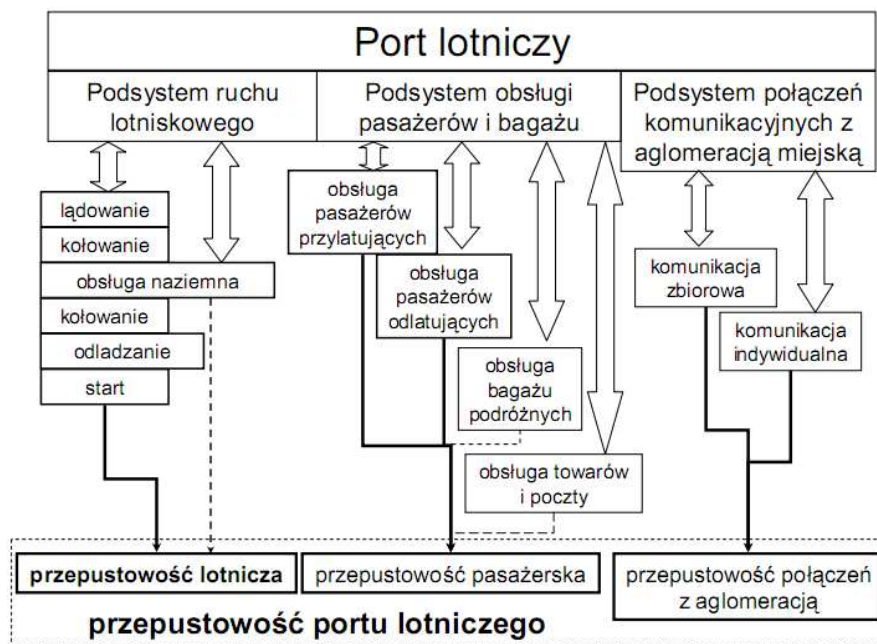 Port lotniczy
Podsystem ruchu
lotniskowego
Podsystem obsługi
pasażerów i bagażu
Podsystem połączeń
komunikacyjnych z
aglomeracją miejską
lądowanie
kołowanie
obsługa naziemna
kołowanie
odladzanie
start
obsługa
pasażerów
przylatujących
obsługa
pasażerów
odlatujących
obsługa
bagażu
podróżnych
obsługa towarów
i poczty
komunikacja
zbiorowa
komunikacja
indywidualna
przepustowość lotnicza
przepustowość pasażerska
przepustowość połączeń
z aglomeracją
przepustowość portu lotniczego